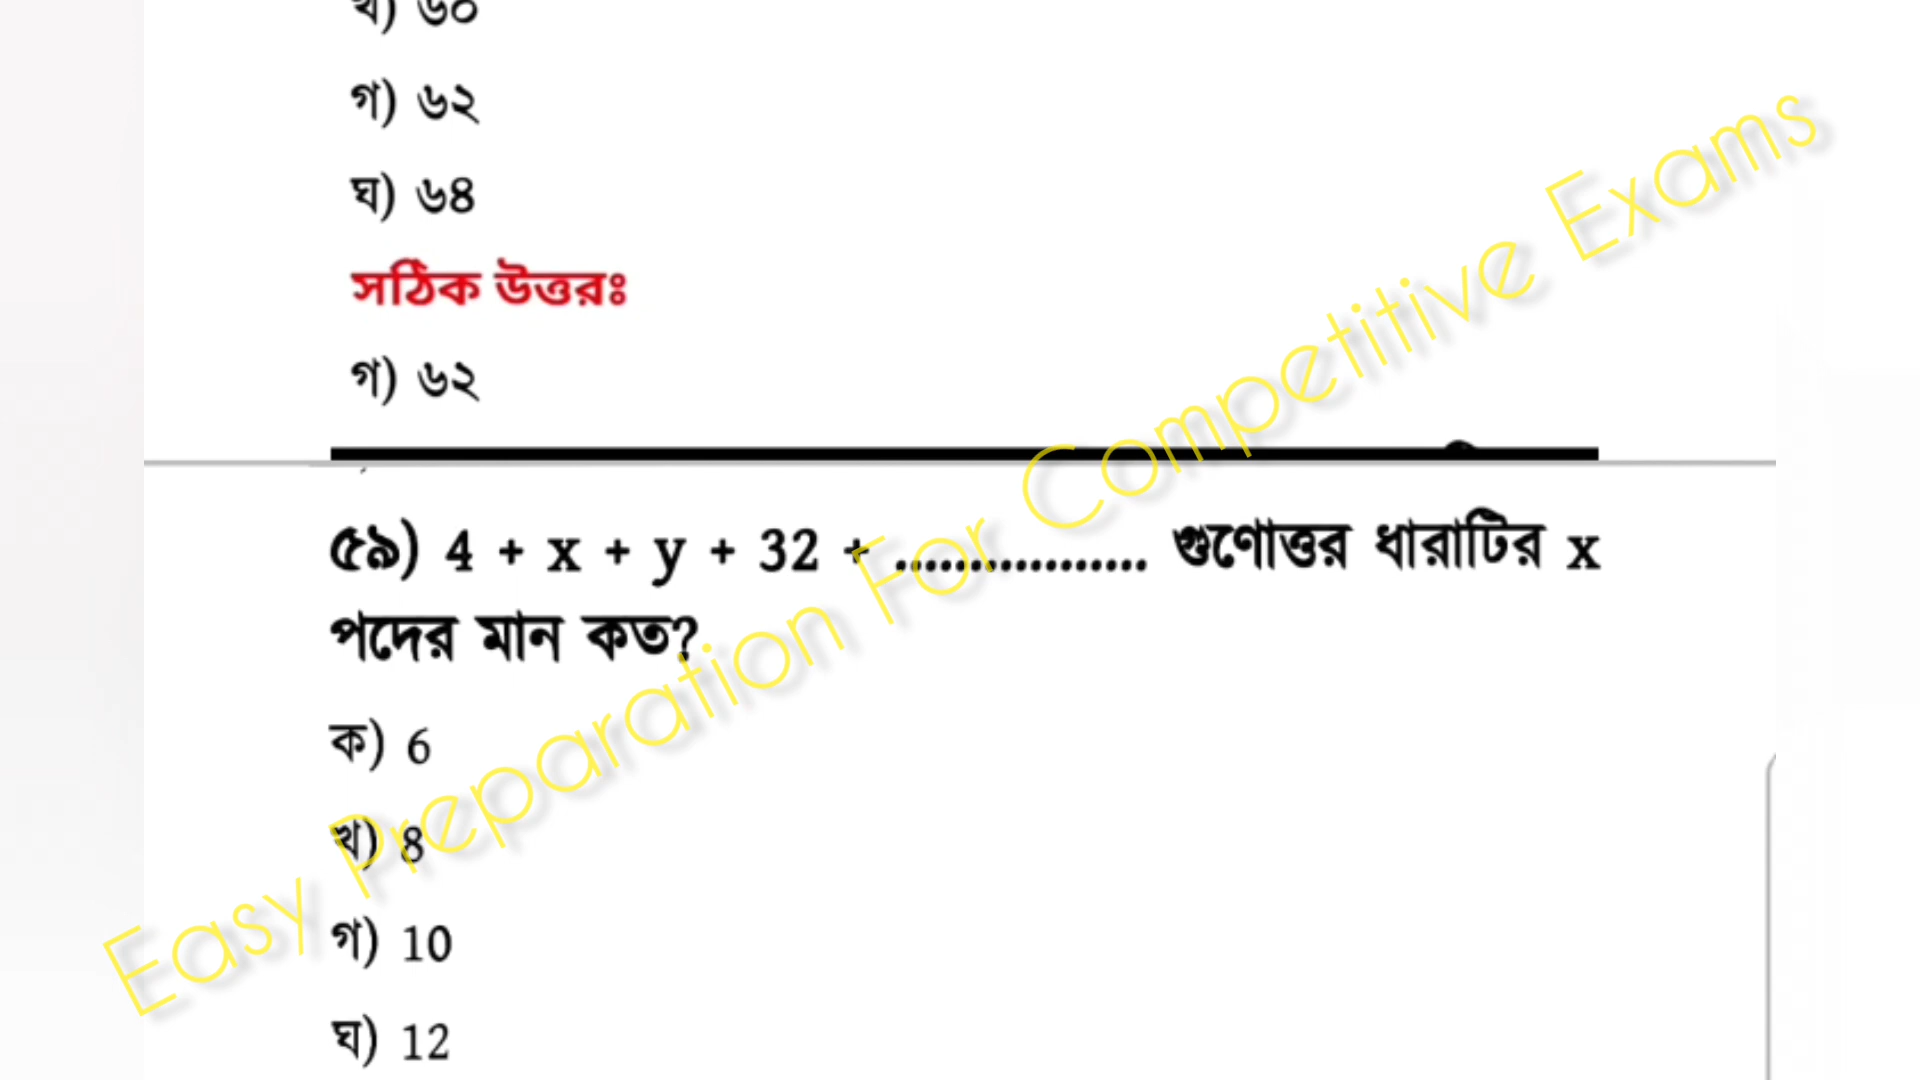 খ) ৬০
গ) ৬২
ঘ) ৬৪
সঠিক উত্তরঃ
গ) ৬২
৫৯) 4 + x + y + 32 + ................. গুণোত্তর ধারাটির x
পদের মান কত?
ক) 6
খ) 8
গ) 10
ঘ) 12
Easy Preparation For Competitive Exams